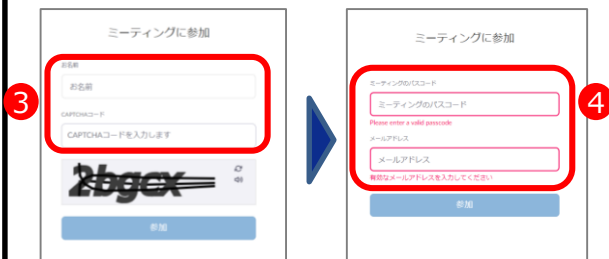 ミーティングに参加
お名前
お名前
CAPTCHAコード
CAPTCHAコードを入力します
2bgcx
参加
3
ミーティングに参加
ミーティングのパスコード
ミーティングのパスコード
Please enter a valid passcode
メールアドレス
メールアドレス
有効なメールアドレスを入力してください
参加
4